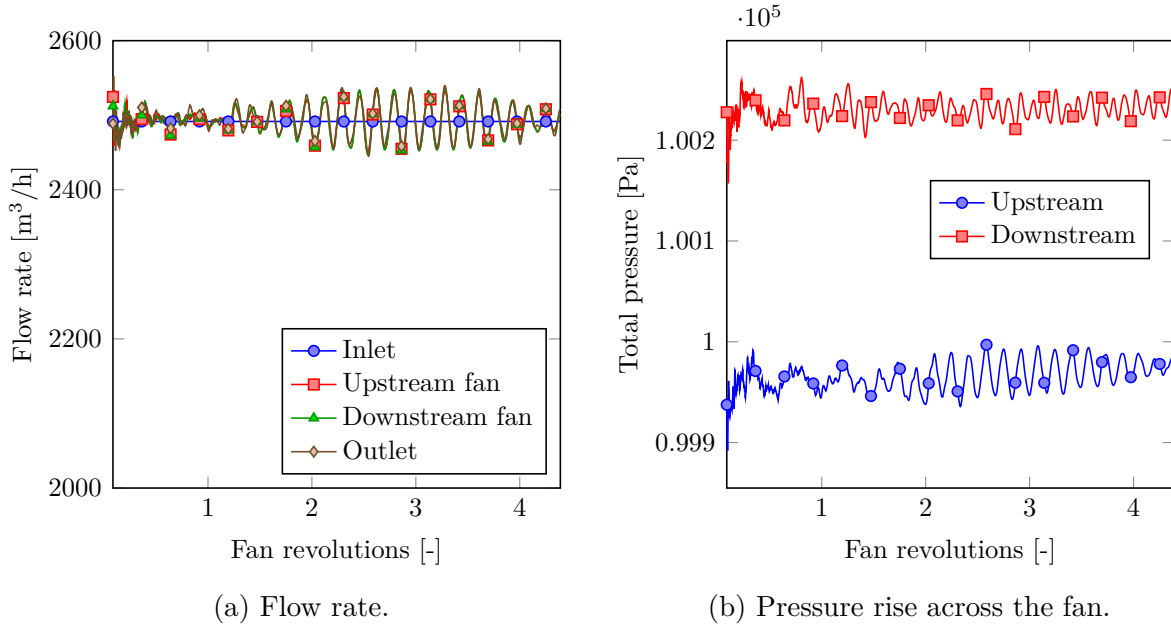 2600
2400
2200
2000
1
2
3
4
Flow rate [m³/h]
Fan revolutions [-]
Inlet
Upstream fan
Downstream fan
Outlet
(a) Flow rate.
·10⁵
1.002
1.001
1
0.999
1
2
3
4
Total pressure [Pa]
Fan revolutions [-]
Upstream
Downstream
(b) Pressure rise across the fan.